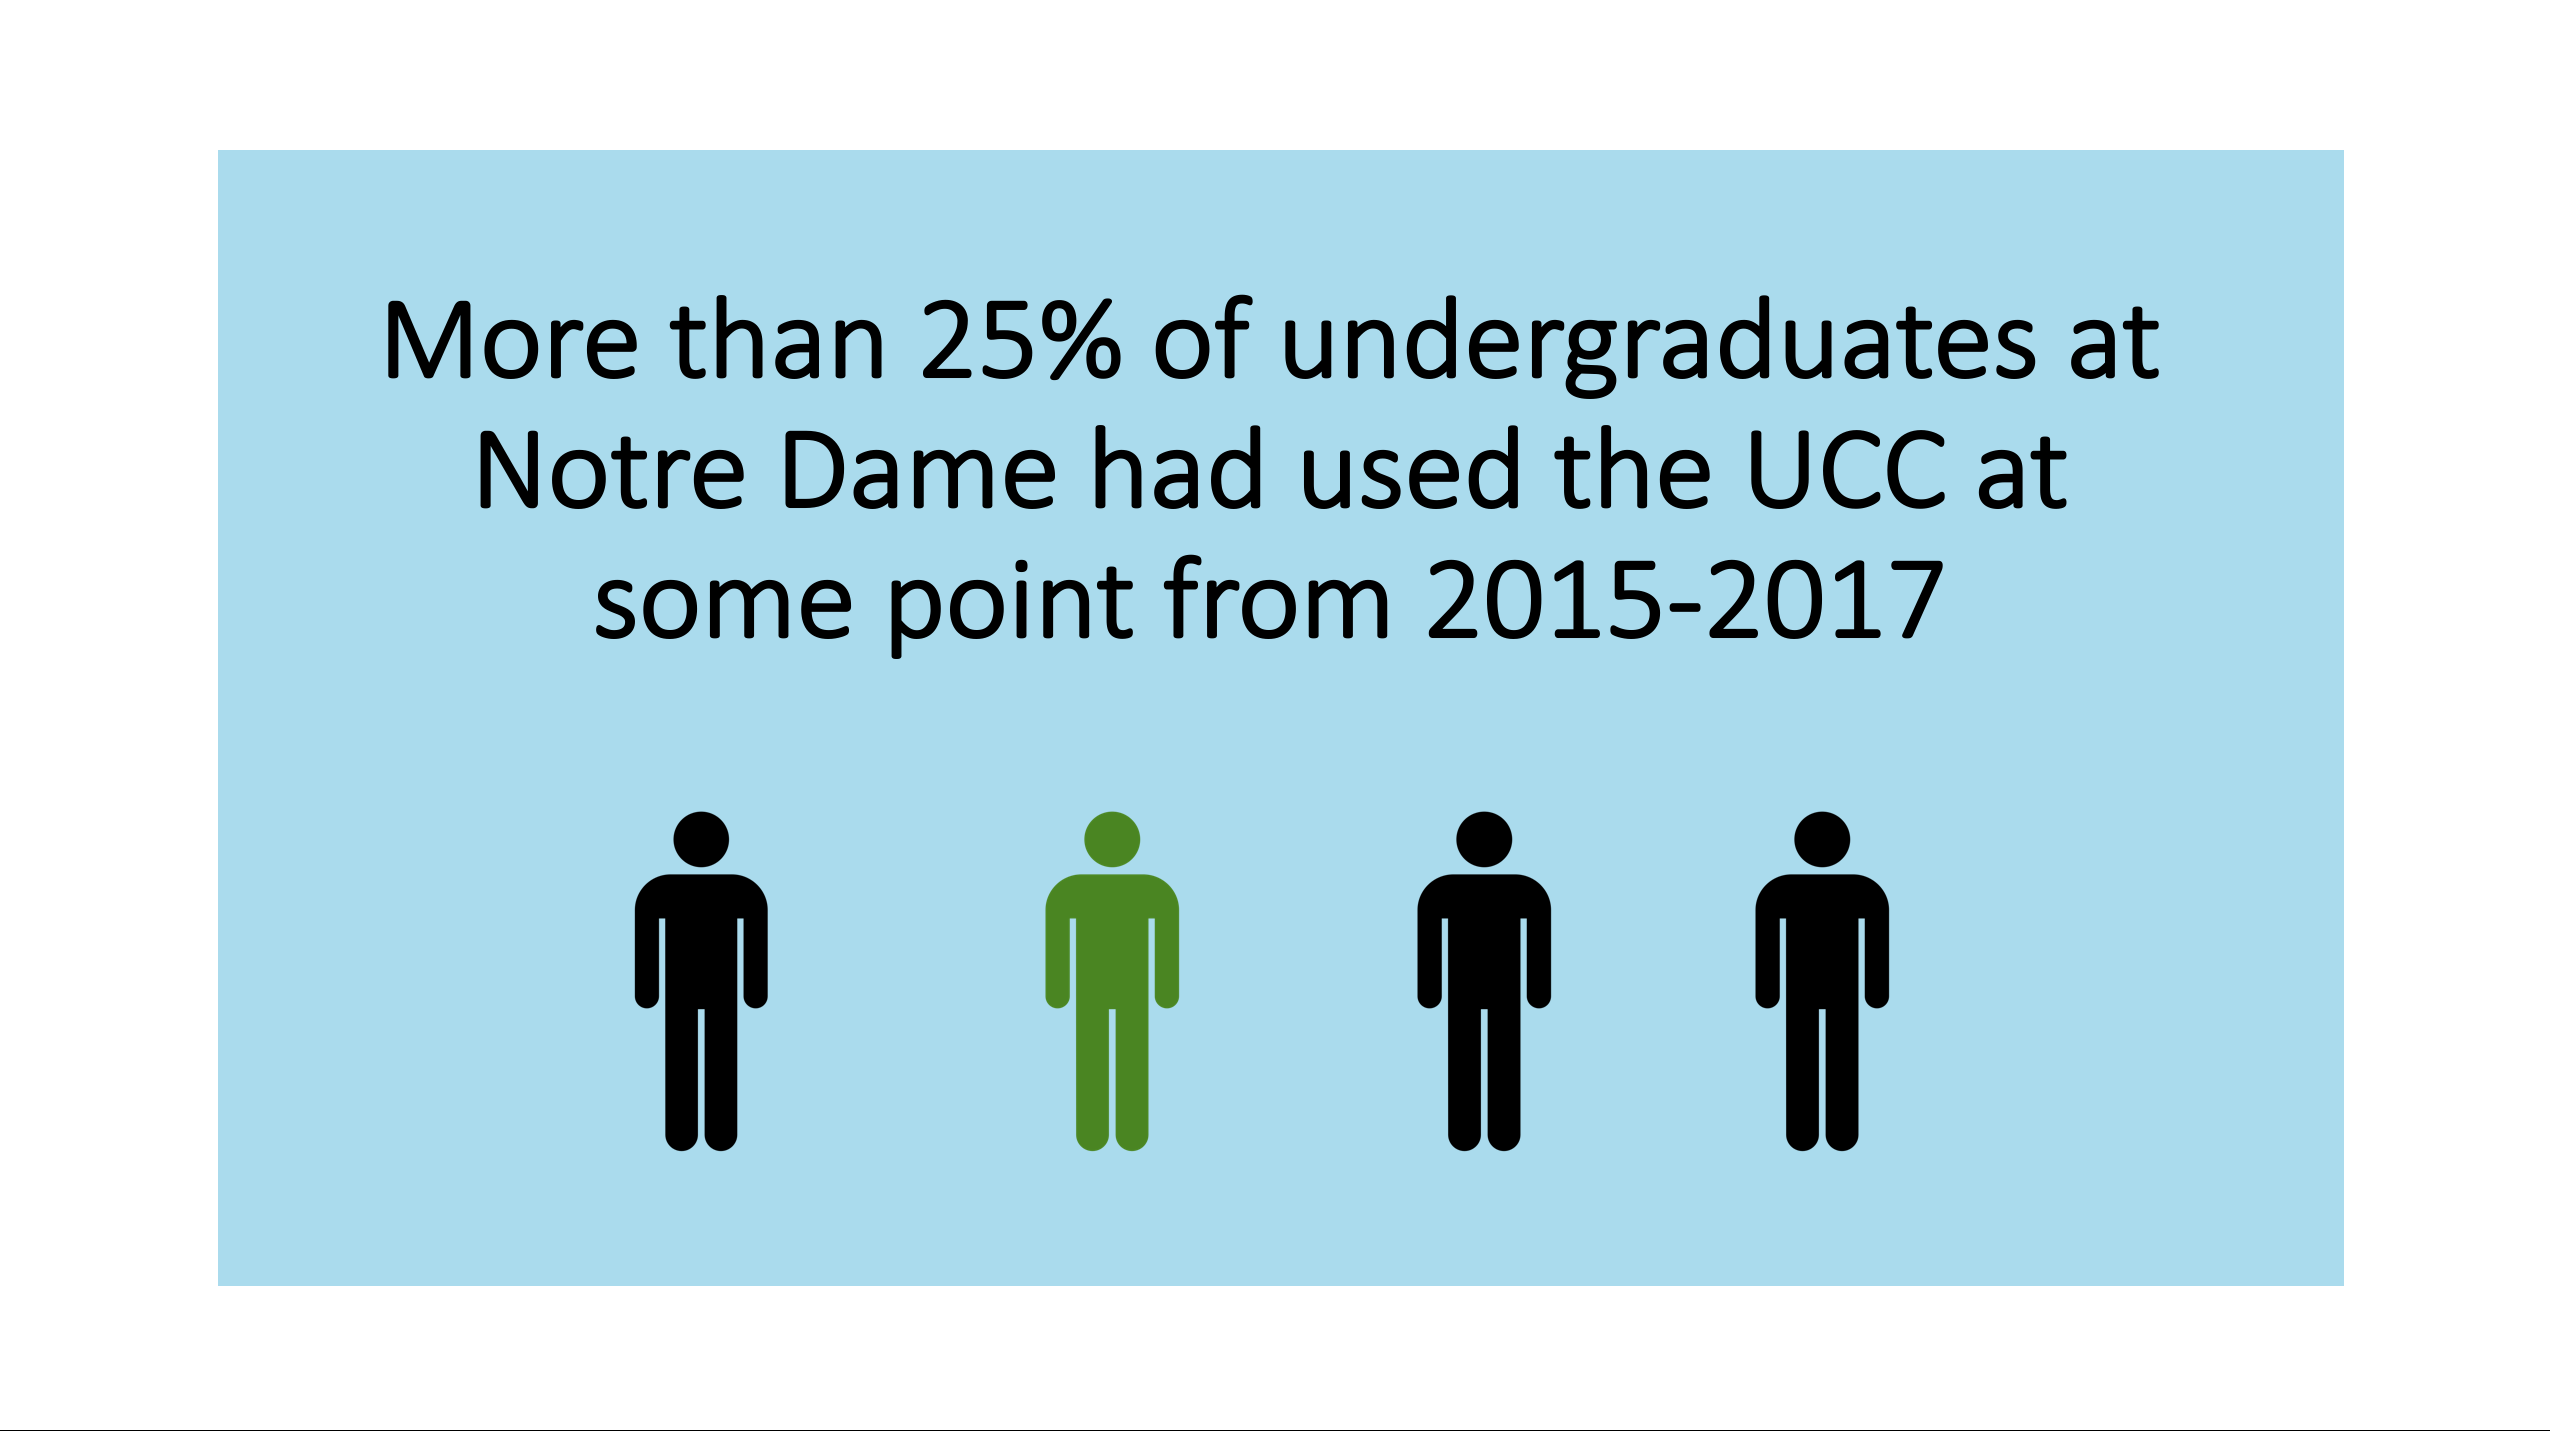 More than 25% of undergraduates at
Notre Dame had used the UCC at
some point from 2015-2017